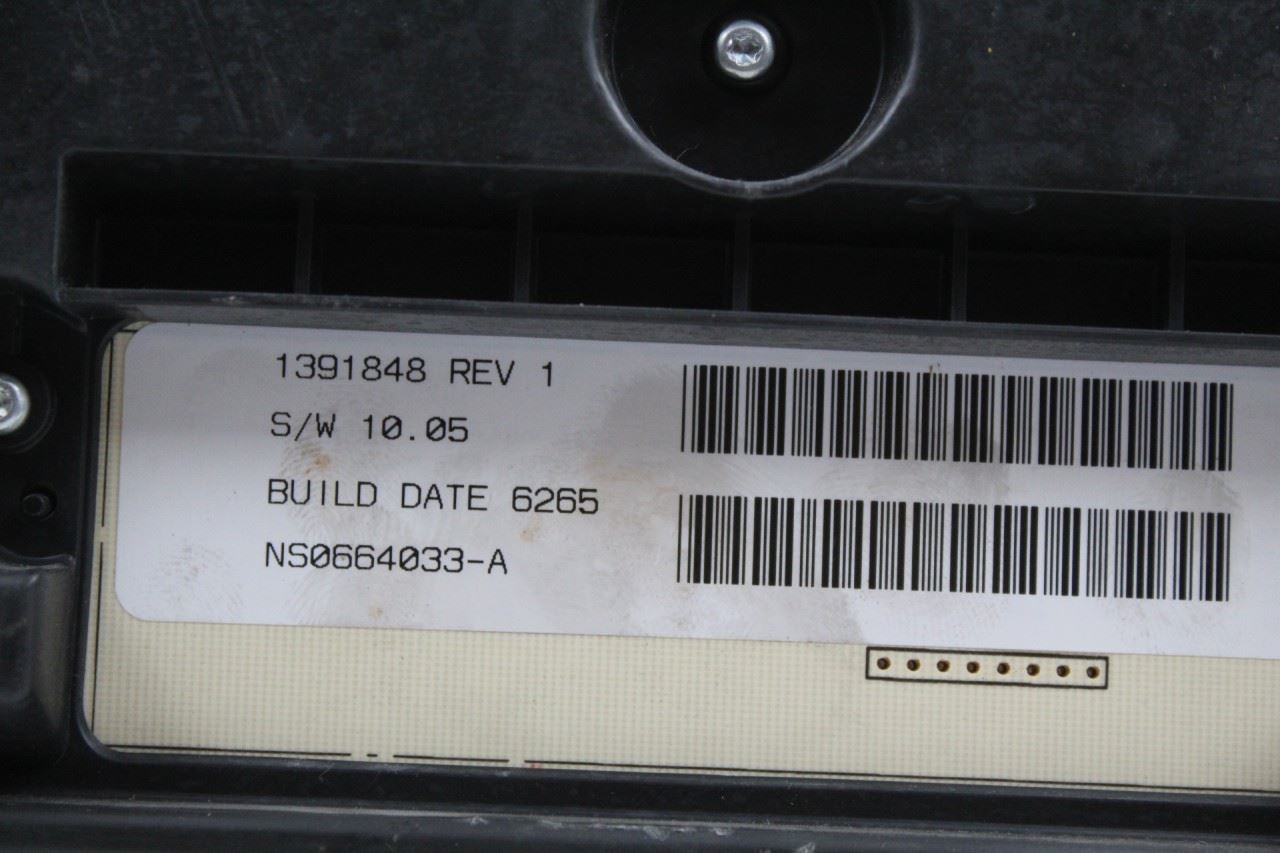 1391848 REV 1
S/W 10.05
BUILD DATE 6265
NS0664033-A